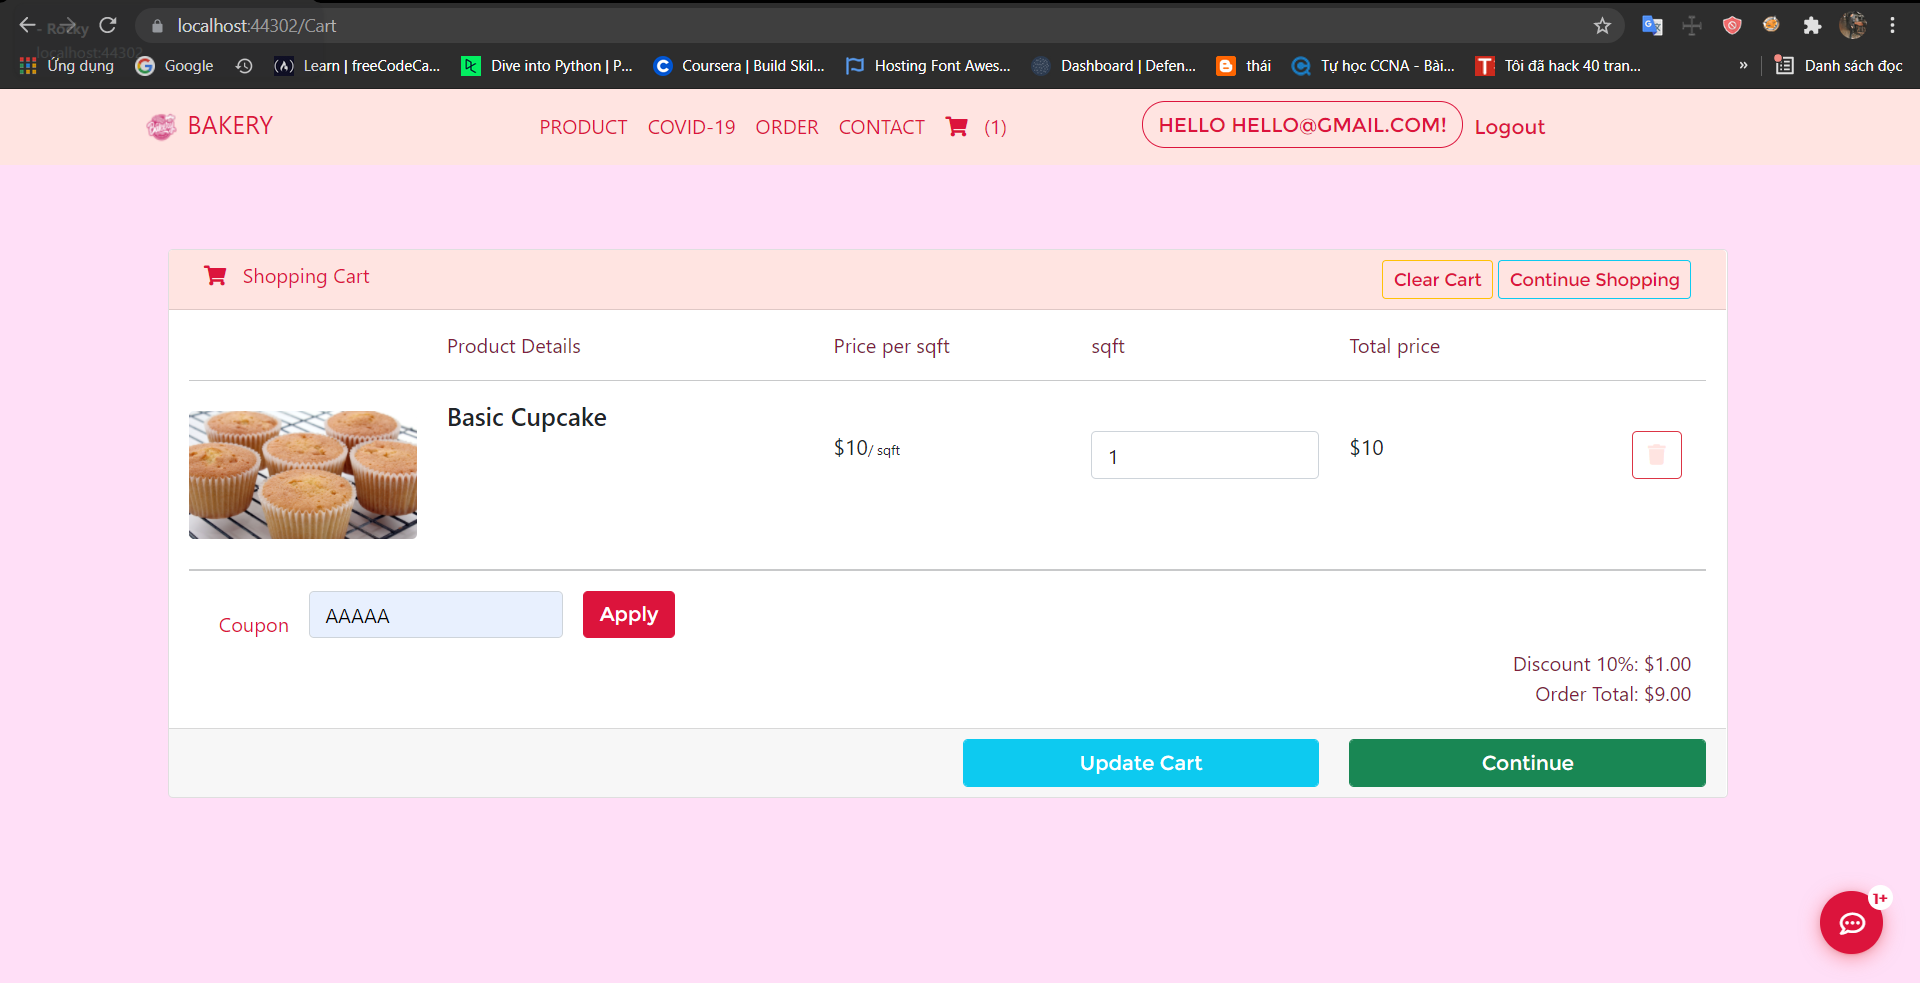 - Rocky
localhost:44302
localhost:44302/Cart
Ứng dụng Google Learn | freeCodeCa... Dive into Python | P... Coursera | Build Skil... Hosting Font Awes... Dashboard | Defen... thái Tự học CCNA - Bài... Tôi đã hack 40 tran... » Danh sách đọc
BAKERY PRODUCT COVID-19 ORDER CONTACT (1) HELLO HELLO@GMAIL.COM! Logout
Shopping Cart Clear Cart Continue Shopping
Product Details Price per sqft sqft Total price
Basic Cupcake
$10/ sqft 1 $10
Coupon AAAAA Apply
Discount 10%: $1.00
Order Total: $9.00
Update Cart Continue
1+